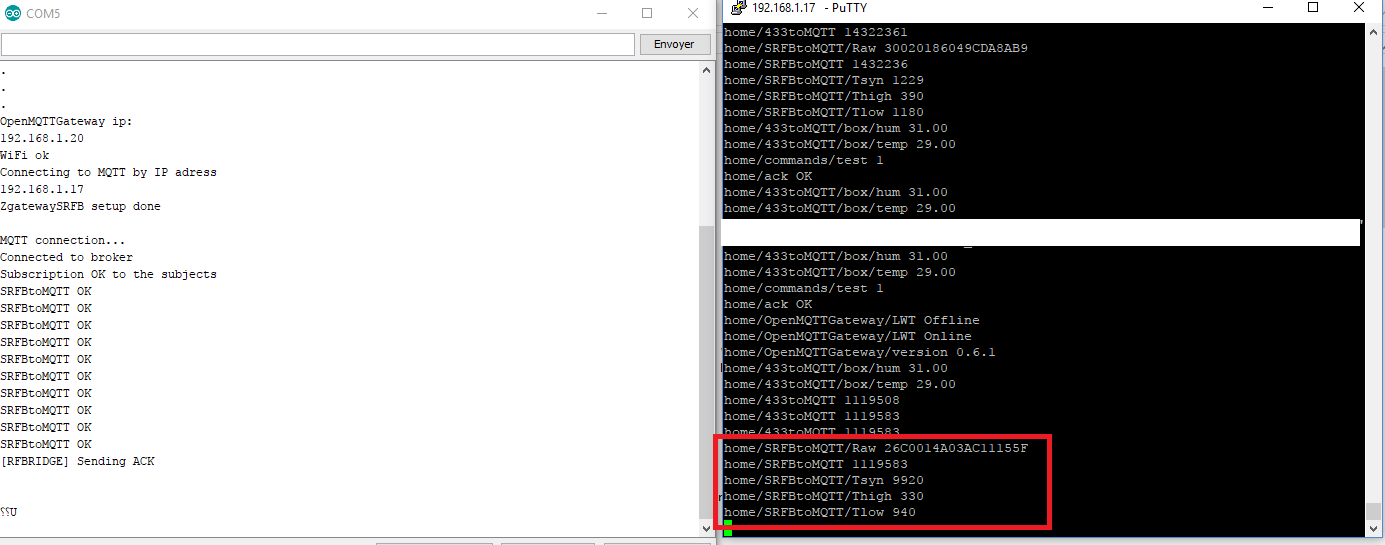 COM5
Envoyer
.
.
.
OpenMQTTGateway ip:
192.168.1.20
WiFi ok
Connecting to MQTT by IP adress
192.168.1.17
ZgatewaySRFB setup done
MQTT connection...
Connected to broker
Subscription OK to the subjects
SRFBtoMQTT OK
SRFBtoMQTT OK
SRFBtoMQTT OK
SRFBtoMQTT OK
SRFBtoMQTT OK
SRFBtoMQTT OK
SRFBtoMQTT OK
SRFBtoMQTT OK
SRFBtoMQTT OK
SRFBtoMQTT OK
[RFBRIDGE] Sending ACK
⸮⸮U
192.168.1.17 - PuTTY
home/433toMQTT 14322361
home/SRFBtoMQTT/Raw 30020186049CDA8AB9
home/SRFBtoMQTT 1432236
home/SRFBtoMQTT/Tsyn 1229
home/SRFBtoMQTT/Thigh 390
home/SRFBtoMQTT/Tlow 1180
home/433toMQTT/box/hum 31.00
home/433toMQTT/box/temp 29.00
home/commands/test 1
home/ack OK
home/433toMQTT/box/hum 31.00
home/433toMQTT/box/temp 29.00
home/433toMQTT/box/hum 31.00
home/433toMQTT/box/temp 29.00
home/commands/test 1
home/ack OK
home/OpenMQTTGateway/LWT Offline
home/OpenMQTTGateway/LWT Online
home/OpenMQTTGateway/version 0.6.1
home/433toMQTT/box/hum 31.00
home/433toMQTT/box/temp 29.00
home/433toMQTT 1119508
home/433toMQTT 1119583
home/433toMQTT 1119583
home/SRFBtoMQTT/Raw 26C0014A03AC11155F
home/SRFBtoMQTT 1119583
home/SRFBtoMQTT/Tsyn 9920
home/SRFBtoMQTT/Thigh 330
home/SRFBtoMQTT/Tlow 940